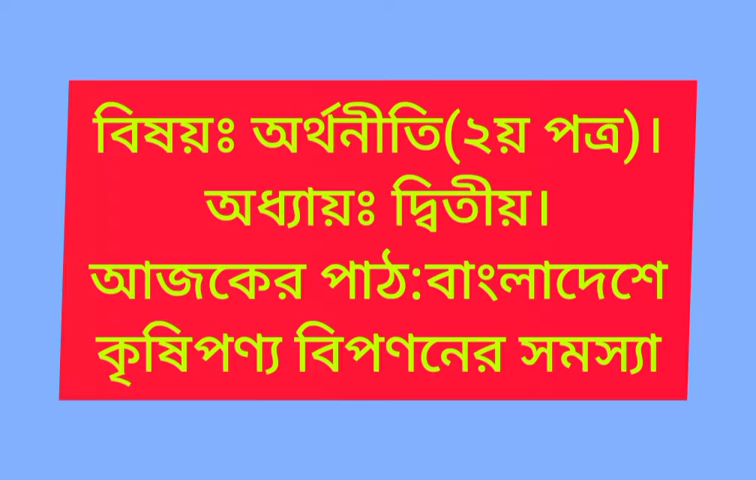 বিষয়ঃ অর্থনীতি(২য় পত্র)।
অধ্যায়ঃ দ্বিতীয়।
আজকের পাঠ:বাংলাদেশে
কৃষিপণ্য বিপণনের সমস্যা